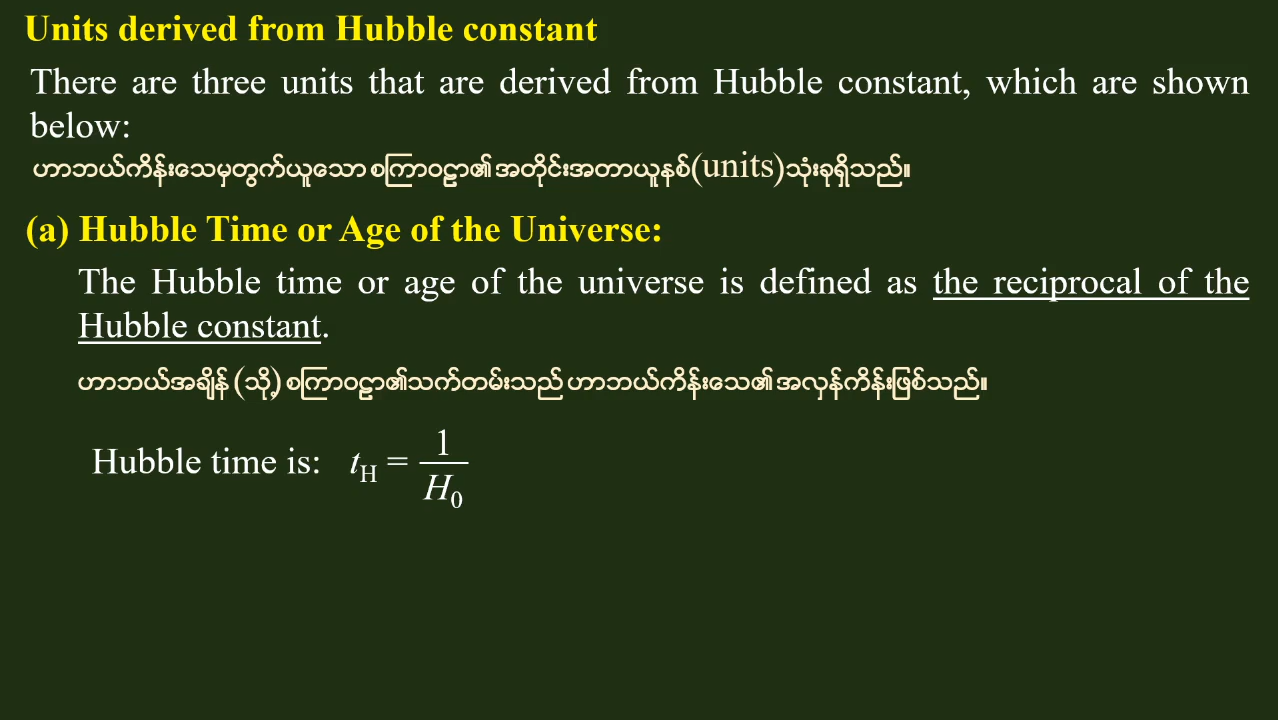 Units derived from Hubble constant
There are three units that are derived from Hubble constant, which are shown
below:
ဟာဘယ်ကိန်းသေမှတွက်ယူသော စကြာဝဠာ၏ အတိုင်းအတာယူနစ်(units)သုံးခုရှိသည်။
(a) Hubble Time or Age of the Universe:
The Hubble time or age of the universe is defined as the reciprocal of the
Hubble constant.
ဟာဘယ်အချိန် (သို့) စကြာဝဠာ၏သက်တမ်းသည် ဟာဘယ်ကိန်းသေ၏ အလှန်ကိန်းဖြစ်သည်။
Hubble time is: t_H = 1/H_0